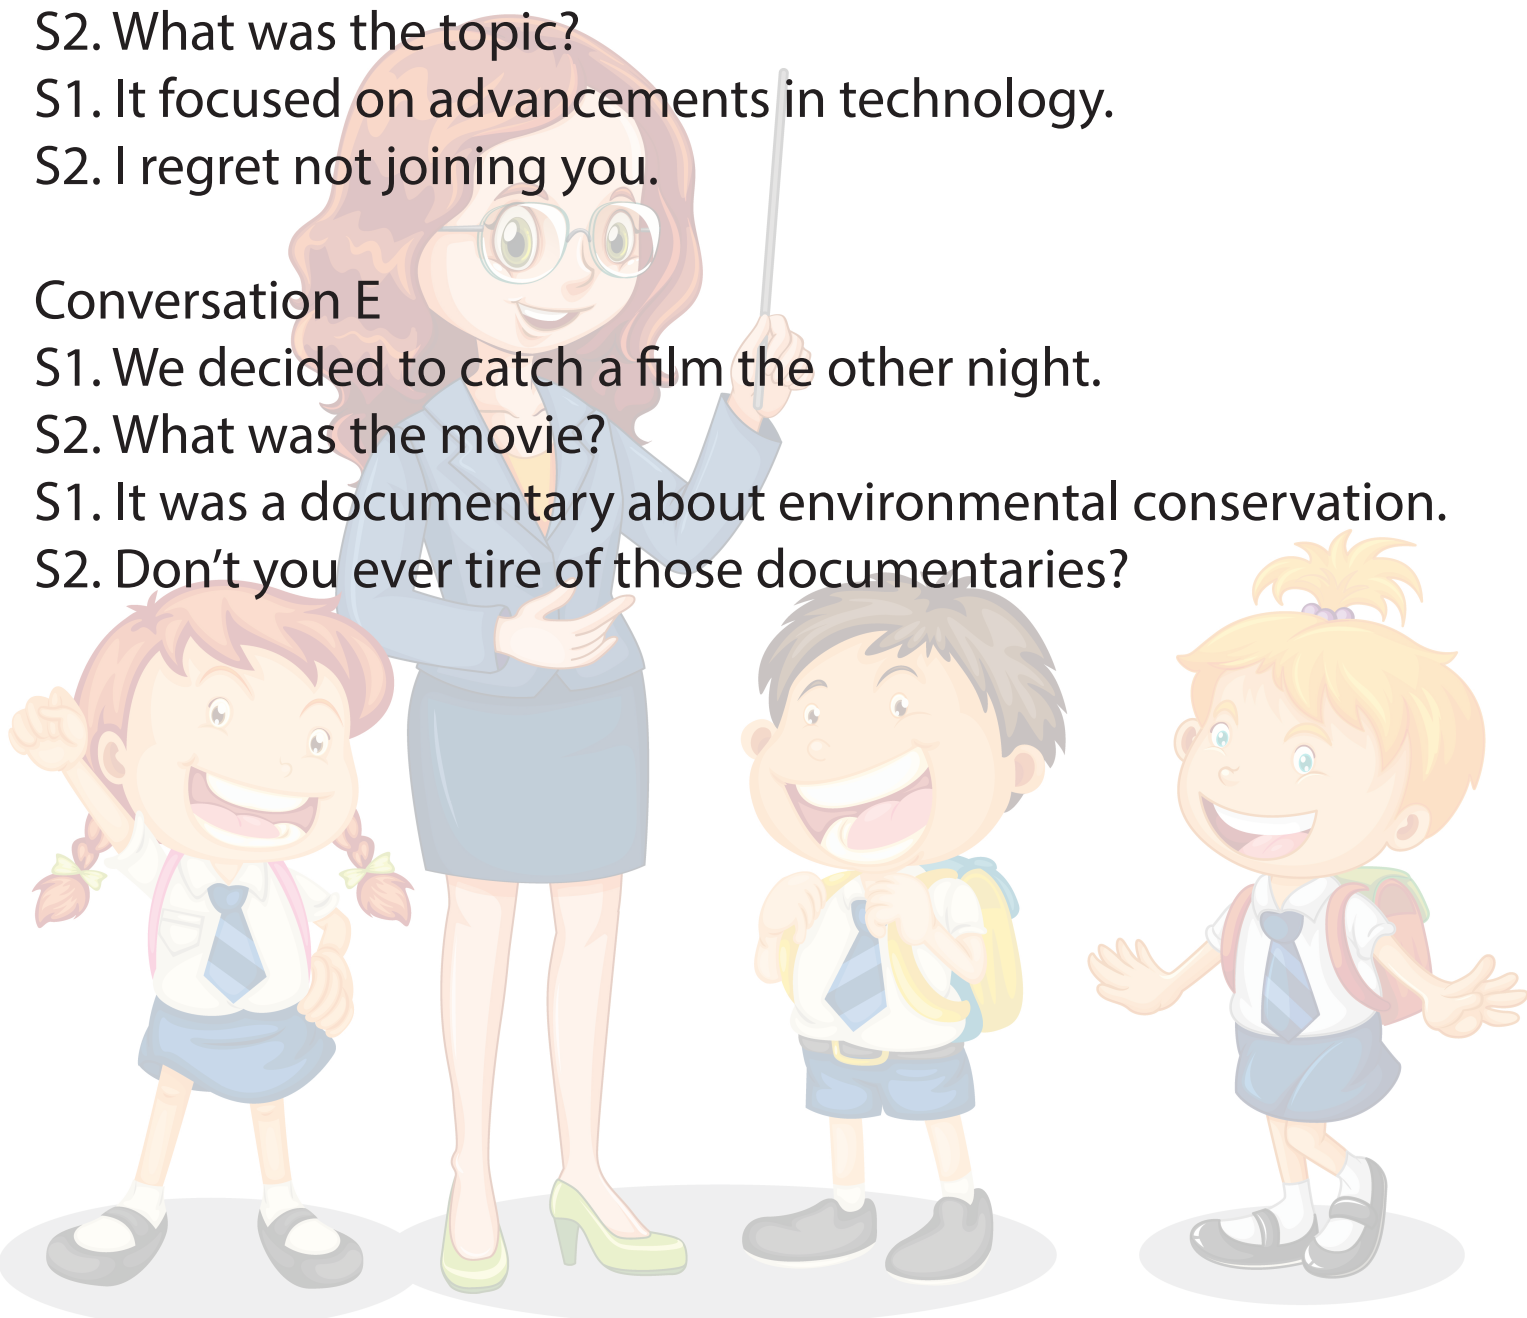 S2. What was the topic?
S1. It focused on advancements in technology.
S2. I regret not joining you.

Conversation E
S1. We decided to catch a film the other night.
S2. What was the movie?
S1. It was a documentary about environmental conservation.
S2. Don’t you ever tire of those documentaries?